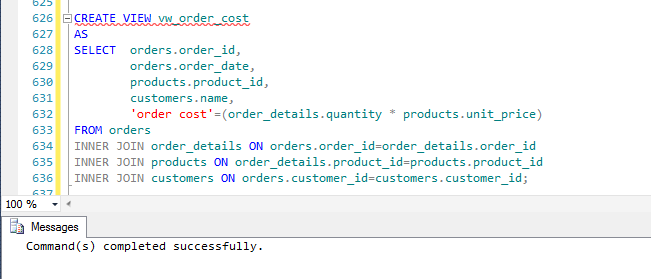 625
626 CREATE VIEW vw_order_cost
627 AS
628 SELECT orders.order_id,
629 orders.order_date,
630 products.product_id,
631 customers.name,
632 'order cost'=(order_details.quantity * products.unit_price)
633 FROM orders
634 INNER JOIN order_details ON orders.order_id=order_details.order_id
635 INNER JOIN products ON order_details.product_id=products.product_id
636 INNER JOIN customers ON orders.customer_id=customers.customer_id;
637
100 %
Messages
Command(s) completed successfully.